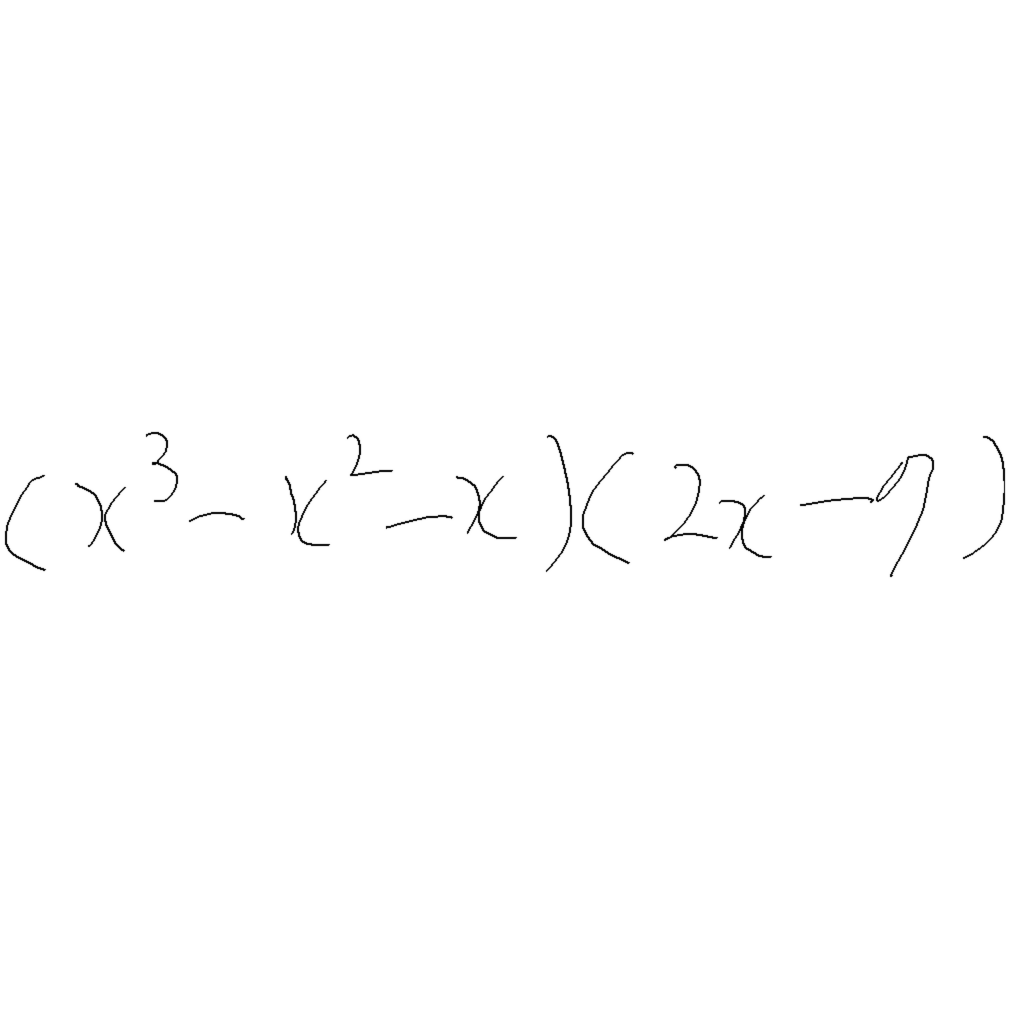 (x³ - x² - x)(2x - 9)